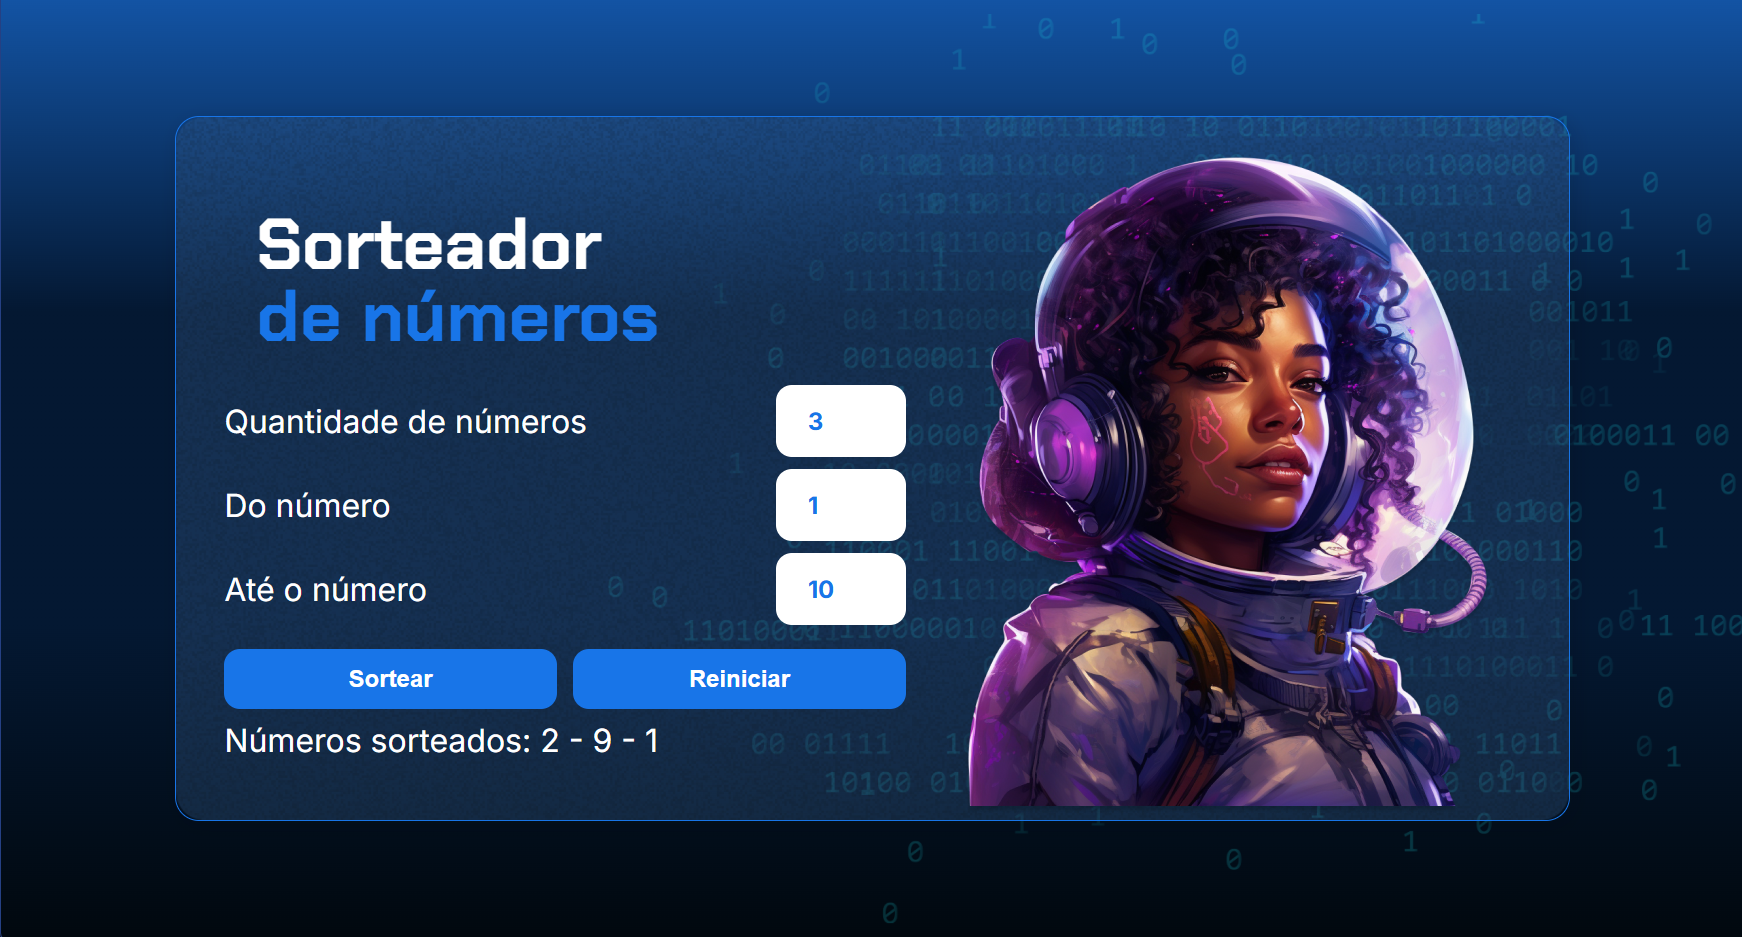 Sorteador
de números
Quantidade de números
3
Do número
1
Até o número
10
Sortear
Reiniciar
Números sorteados: 2 - 9 - 1